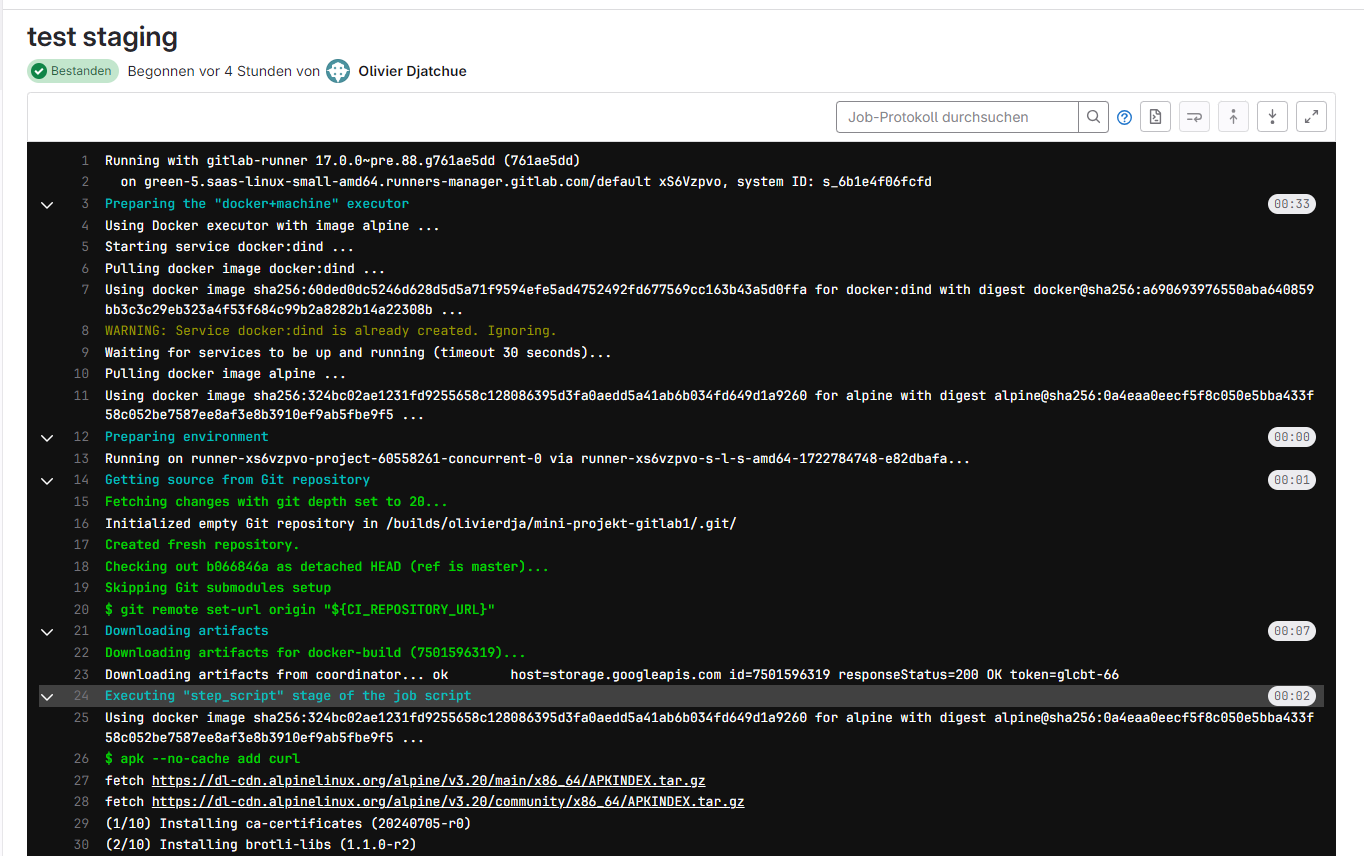 test staging
Bestanden Begonnen vor 4 Stunden von Olivier Djatchue
Job-Protokoll durchsuchen
1 Running with gitlab-runner 17.0.0~pre.88.g761ae5dd (761ae5dd)
2 on green-5.saas-linux-small-amd64.runners-manager.gitlab.com/default xS6Vzpvo, system ID: s_6b1e4f06fcfd
3 Preparing the "docker+machine" executor 00:33
4 Using Docker executor with image alpine ...
5 Starting service docker:dind ...
6 Pulling docker image docker:dind ...
7 Using docker image sha256:60ded0dc5246d628d5d5a71f9594efe5ad4752492fd677569cc163b43a5d0ffa for docker:dind with digest docker@sha256:a690693976550aba640859
bb3c3c29eb323a4f53f684c99b2a8282b14a22308b ...
8 WARNING: Service docker:dind is already created. Ignoring.
9 Waiting for services to be up and running (timeout 30 seconds)...
10 Pulling docker image alpine ...
11 Using docker image sha256:324bc02ae1231fd9255658c128086395d3fa0aedd5a41ab6b034fd649d1a9260 for alpine with digest alpine@sha256:0a4eaa0eecf5f8c050e5bba433f
58c052be7587ee8af3e8b3910ef9ab5fbe9f5 ...
12 Preparing environment 00:00
13 Running on runner-xs6vzpvo-project-60558261-concurrent-0 via runner-xs6vzpvo-s-l-s-amd64-1722784748-e82dbafa...
14 Getting source from Git repository 00:01
15 Fetching changes with git depth set to 20...
16 Initialized empty Git repository in /builds/olivierdja/mini-projekt-gitlab1/.git/
17 Created fresh repository.
18 Checking out b066846a as detached HEAD (ref is master)...
19 Skipping Git submodules setup
20 $ git remote set-url origin "${CI_REPOSITORY_URL}"
21 Downloading artifacts 00:07
22 Downloading artifacts for docker-build (7501596319)...
23 Downloading artifacts from coordinator... ok host=storage.googleapis.com id=7501596319 responseStatus=200 OK token=glcbt-66
24 Executing "step_script" stage of the job script 00:02
25 Using docker image sha256:324bc02ae1231fd9255658c128086395d3fa0aedd5a41ab6b034fd649d1a9260 for alpine with digest alpine@sha256:0a4eaa0eecf5f8c050e5bba433f
58c052be7587ee8af3e8b3910ef9ab5fbe9f5 ...
26 $ apk --no-cache add curl
27 fetch https://dl-cdn.alpinelinux.org/alpine/v3.20/main/x86_64/APKINDEX.tar.gz
28 fetch https://dl-cdn.alpinelinux.org/alpine/v3.20/community/x86_64/APKINDEX.tar.gz
29 (1/10) Installing ca-certificates (20240705-r0)
30 (2/10) Installing brotli-libs (1.1.0-r2)